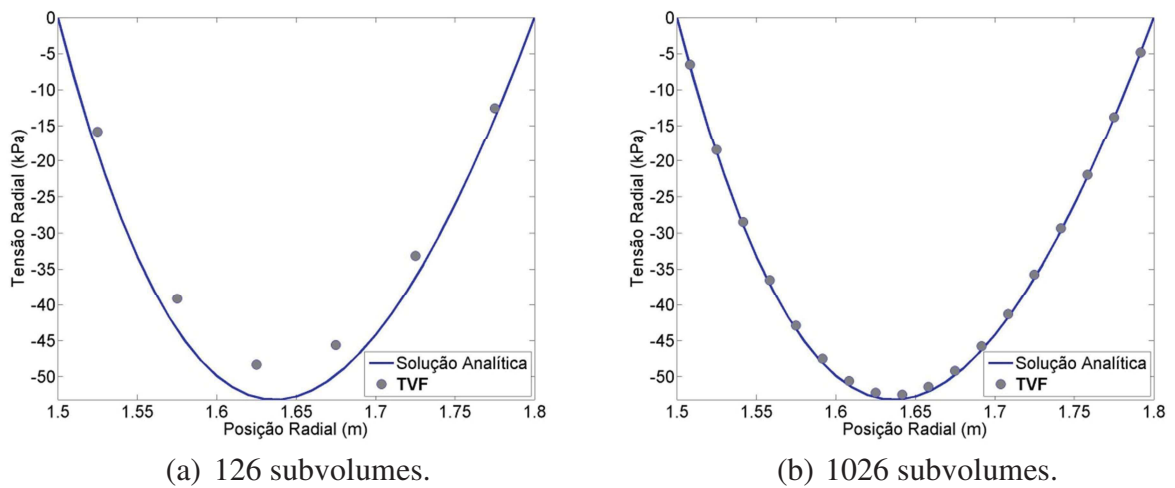 0
-5
-10
-15
-20
-25
-30
-35
-40
-45
-50
Tensão Radial (kPa)
1.5 1.55 1.6 1.65 1.7 1.75 1.8
Posição Radial (m)
Solução Analítica
TVF
(a) 126 subvolumes.
0
-5
-10
-15
-20
-25
-30
-35
-40
-45
-50
Tensão Radial (kPa)
1.5 1.55 1.6 1.65 1.7 1.75 1.8
Posição Radial (m)
Solução Analítica
TVF
(b) 1026 subvolumes.